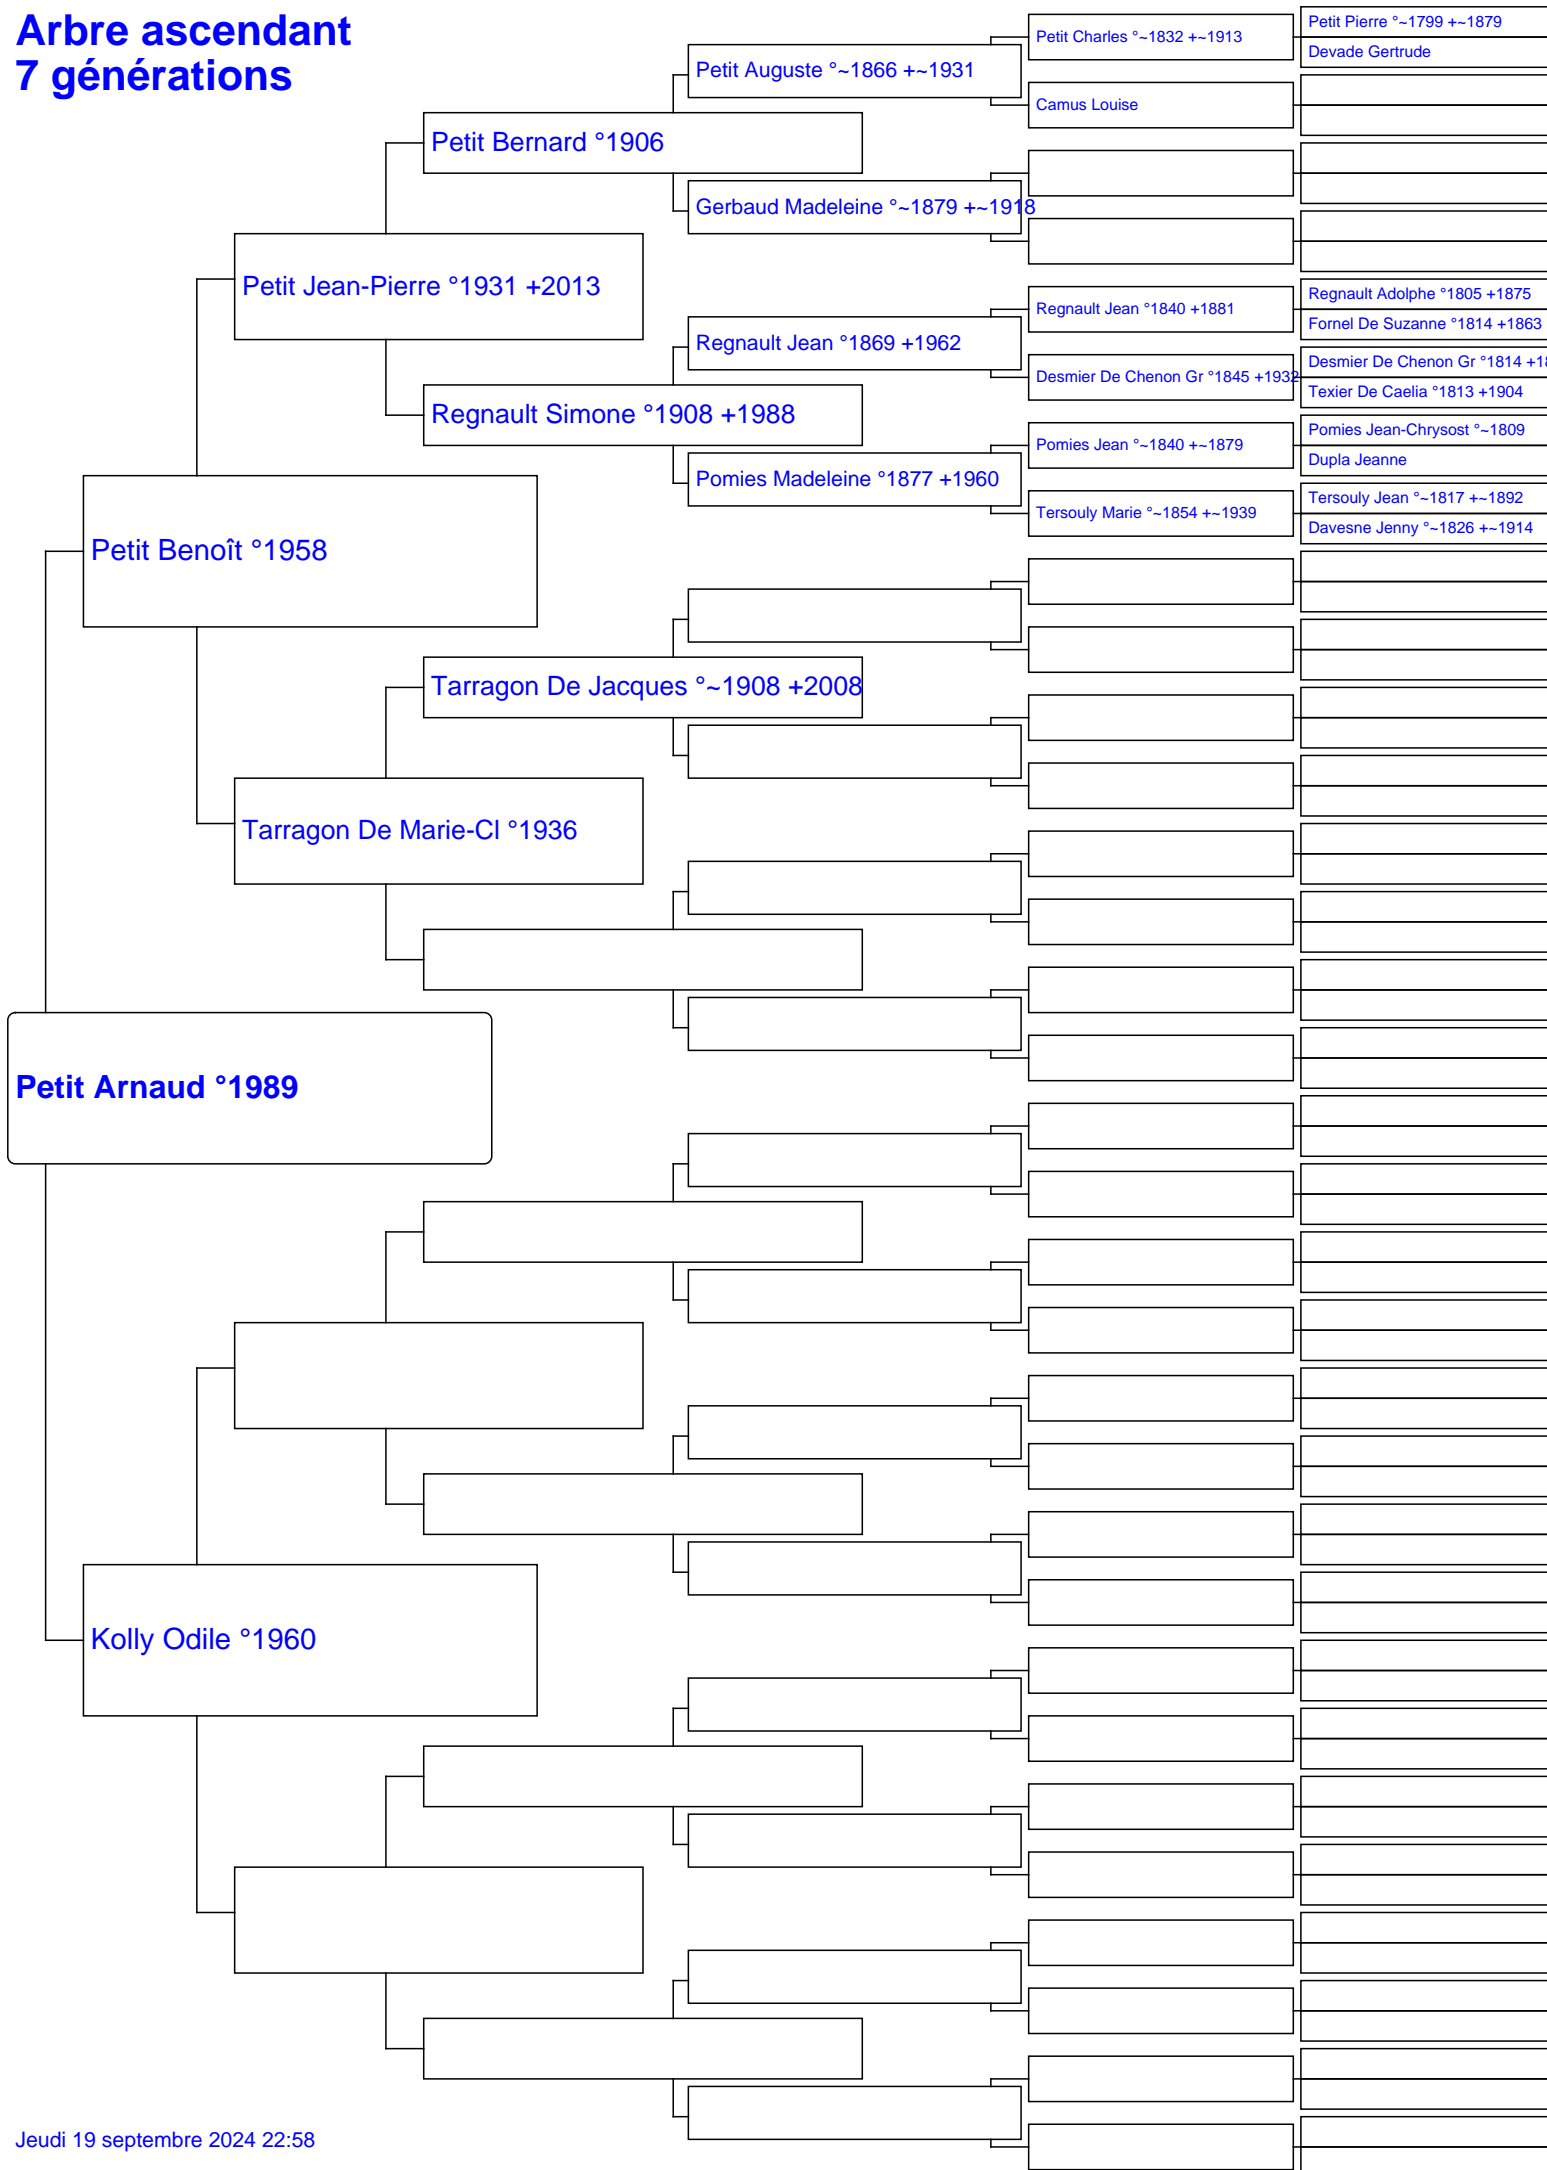 Arbre ascendant
7 générations
Petit Charles °~1832 +~1913
Petit Pierre °~1799 +~1879
Devade Gertrude
Petit Auguste °~1866 +~1931
Camus Louise
Petit Bernard °1906
Gerbaud Madeleine °~1879 +~1918
Petit Jean-Pierre °1931 +2013
Regnault Jean °1840 +1881
Regnault Adolphe °1805 +1875
Fornel De Suzanne °1814 +1863
Regnault Jean °1869 +1962
Desmier De Chenon Gr °1845 +1932
Desmier De Chenon Gr °1814 +18
Texier De Caelia °1813 +1904
Regnault Simone °1908 +1988
Pomies Jean °~1840 +~1879
Pomies Jean-Chrysost °~1809
Dupla Jeanne
Pomies Madeleine °1877 +1960
Tersouly Marie °~1854 +~1939
Tersouly Jean °~1817 +~1892
Davesne Jenny °~1826 +~1914
Petit Benoît °1958
Tarragon De Jacques °~1908 +2008
Tarragon De Marie-Cl °1936
Petit Arnaud °1989
Kolly Odile °1960
Jeudi 19 septembre 2024 22:58